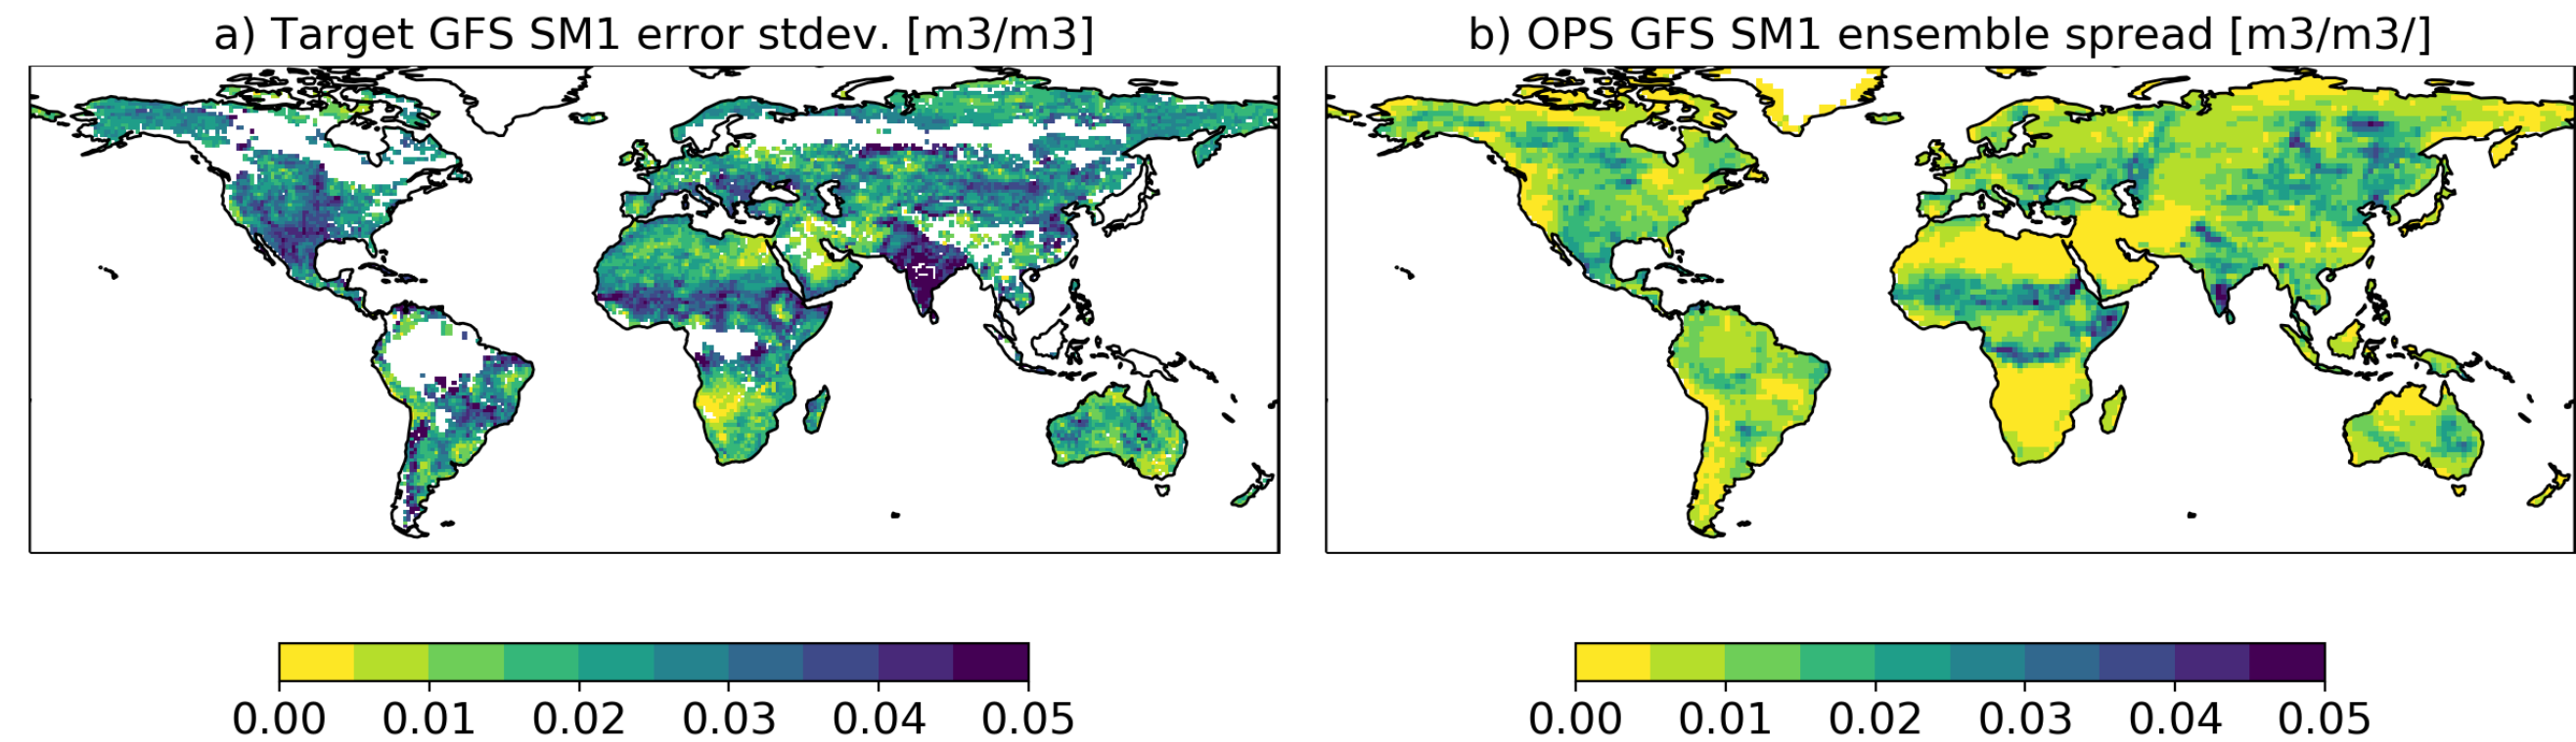 a) Target GFS SM1 error stdev. [m3/m3]
b) OPS GFS SM1 ensemble spread [m3/m3/]
0.00 0.01 0.02 0.03 0.04 0.05
0.00 0.01 0.02 0.03 0.04 0.05